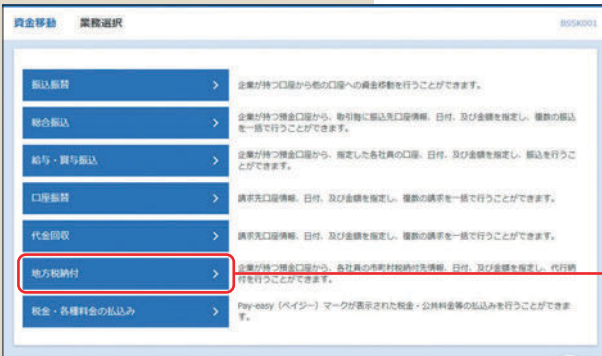 資金移動 業務選択 BSSK001
振込振替 企業が持つ口座から他の口座への資金移動を行うことができます。
総合振込 企業が持つ預金口座から、取引毎に振込先口座情報、日付、及び金額を指定し、複数の振込
を一括で行うことができます。
給与・賞与振込 企業が持つ預金口座から、指定した各社員の口座、日付、及び金額を指定し、振込を行うこ
とができます。
口座振替 請求先口座情報、日付、及び金額を指定し、複数の請求を一括で行うことができます。
代金回収 請求先口座情報、日付、及び金額を指定し、複数の請求を一括で行うことができます。
地方税納付 企業が持つ預金口座から、各社員の市町村税納付先情報、日付、及び金額を指定し、代行納
付を行うことができます。
税金・各種料金の払込み Pay-easy（ペイジー）マークが表示された税金・公共料金等の払込みを行うことができま
す。